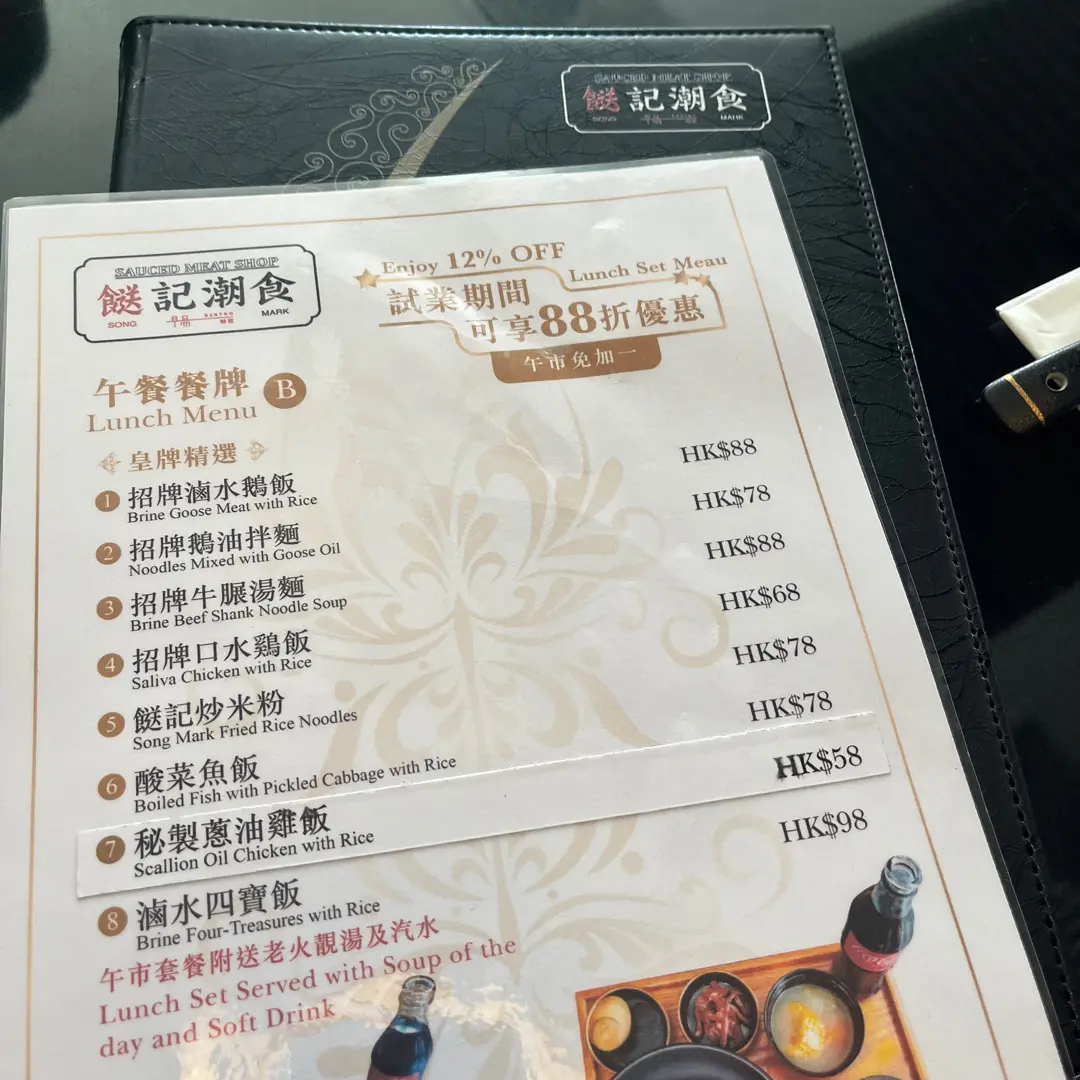 SAUCED MEAT SHOP
餸記潮食
SONG
MARK
SAUCED MEAT SHOP
餸記潮食
SONG
BISTRO
MARK
Enjoy 12% OFF
Lunch Set Meau
試業期間
可享88折優惠
午市免加一
午餐餐牌 B
Lunch Menu
皇牌精選
1 招牌滷水鵝飯 HK$88
Brine Goose Meat with Rice
2 招牌鵝油拌麵 HK$78
Noodles Mixed with Goose Oil
3 招牌牛腱湯麵 HK$88
Brine Beef Shank Noodle Soup
4 招牌口水鷄飯 HK$68
Saliva Chicken with Rice
5 餸記炒米粉 HK$78
Song Mark Fried Rice Noodles
6 酸菜魚飯 HK$78
Boiled Fish with Pickled Cabbage with Rice
7 秘製蔥油雞飯 HK$58
Scallion Oil Chicken with Rice
8 滷水四寶飯 HK$98
Brine Four-Treasures with Rice
午市套餐附送老火靚湯及汽水
Lunch Set Served with Soup of the
day and Soft Drink